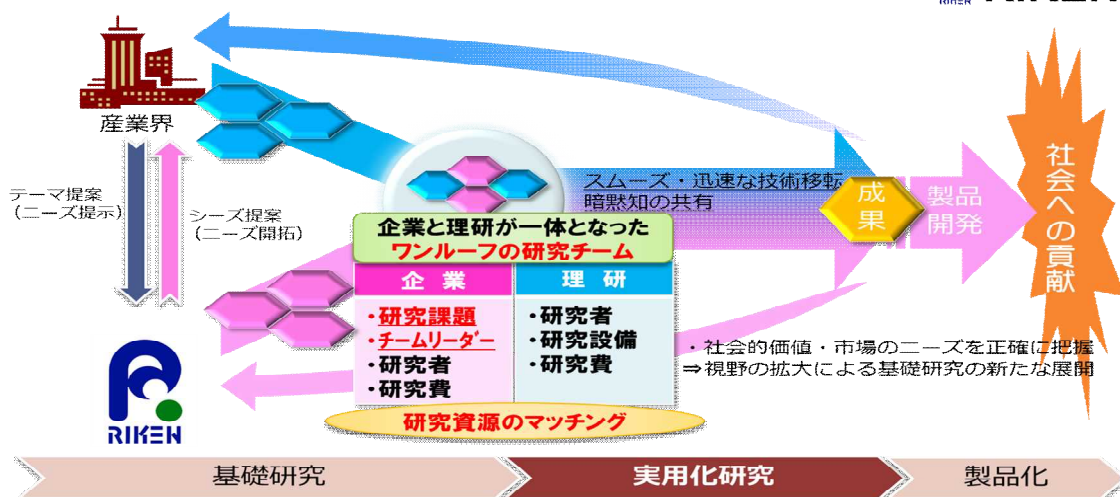 RIKEN
産業界
テーマ提案
(ニーズ提示)
シーズ提案
(ニーズ開拓)
スムーズ・迅速な技術移転
暗黙知の共有
成果
製品
開発
社会への貢献
企業と理研が一体となった
ワンルーフの研究チーム
企 業
理 研
・研究課題
・チームリーダー
・研究者
・研究費
・研究者
・研究設備
・研究費
研究資源のマッチング
・社会的価値・市場のニーズを正確に把握
⇒視野の拡大による基礎研究の新たな展開
RIKEN
基礎研究
実用化研究
製品化